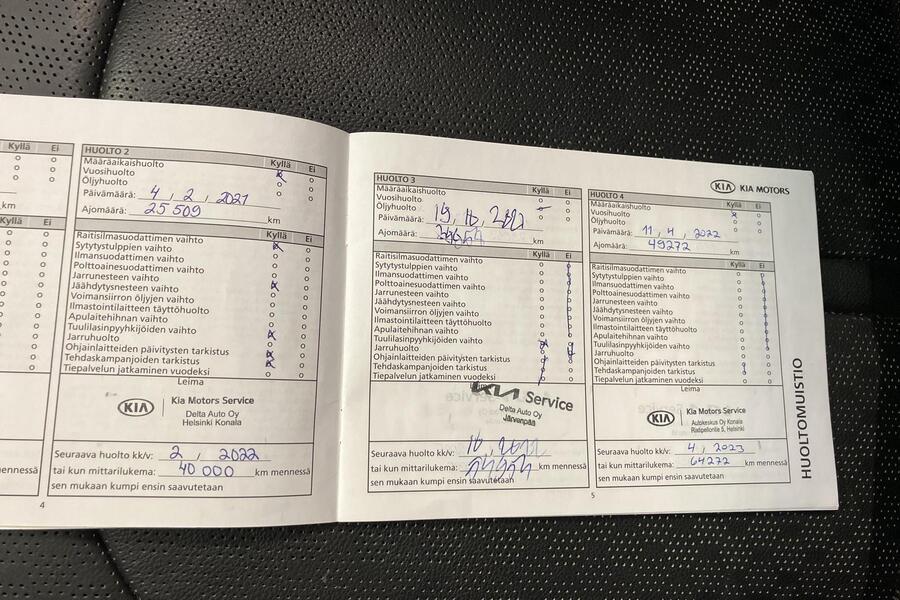 Kyllä Ei
km
Kyllä Ei
km mennessä
HUOLTO 2
Kyllä Ei
Määräaikaishuolto
Vuosihuolto
Öljyhuolto
Päivämäärä: 4 , 2 , 2021
Ajomäärä: 25 509 km
Kyllä Ei
Raitisilmasuodattimen vaihto
Sytytystulppien vaihto
Ilmansuodattimen vaihto
Polttoainesuodattimen vaihto
Jarrunesteen vaihto
Jäähdytysnesteen vaihto
Voimansiirron öljyjen vaihto
Ilmastointilaitteen täyttöhuolto
Apulaitehihnan vaihto
Tuulilasinpyyhkijöiden vaihto
Jarruhuolto
Ohjainlaitteiden päivitysten tarkistus
Tehdaskampanjoiden tarkistus
Tiepalvelun jatkaminen vuodeksi
Leima
KIA Kia Motors Service
Delta Auto Oy
Helsinki Konala
Seuraava huolto kk/v: 2 , 2022
tai kun mittarilukema: 40 000 km mennessä
sen mukaan kumpi ensin saavutetaan
4
HUOLTO 3
Kyllä Ei
Määräaikaishuolto
Vuosihuolto
Öljyhuolto
Päivämäärä:
Ajomäärä: km
Kyllä Ei
Raitisilmasuodattimen vaihto
Sytytystulppien vaihto
Ilmansuodattimen vaihto
Polttoainesuodattimen vaihto
Jarrunesteen vaihto
Jäähdytysnesteen vaihto
Voimansiirron öljyjen vaihto
Ilmastointilaitteen täyttöhuolto
Apulaitehihnan vaihto
Tuulilasinpyyhkijöiden vaihto
Jarruhuolto
Ohjainlaitteiden päivitysten tarkistus
Tehdaskampanjoiden tarkistus
Tiepalvelun jatkaminen vuodeksi
KIA Service
Delta Auto Oy
Järvenpää
Seuraava huolto kk/v:
tai kun mittarilukema: km mennessä
sen mukaan kumpi ensin saavutetaan
5
KIA KIA MOTORS
HUOLTO 4
Kyllä Ei
Määräaikaishuolto
Vuosihuolto
Öljyhuolto
Päivämäärä: 11 , 4 , 2022
Ajomäärä: 49272 km
Kyllä Ei
Raitisilmasuodattimen vaihto
Sytytystulppien vaihto
Ilmansuodattimen vaihto
Polttoainesuodattimen vaihto
Jarrunesteen vaihto
Jäähdytysnesteen vaihto
Voimansiirron öljyjen vaihto
Ilmastointilaitteen täyttöhuolto
Apulaitehihnan vaihto
Tuulilasinpyyhkijöiden vaihto
Jarruhuolto
Ohjainlaitteiden päivitysten tarkistus
Tehdaskampanjoiden tarkistus
Tiepalvelun jatkaminen vuodeksi
Leima
KIA Kia Motors Service
Autokeskus Oy Konala
Ristipellontie 5, Helsinki
Seuraava huolto kk/v: 4 , 2023
tai kun mittarilukema: 64272 km mennessä
sen mukaan kumpi ensin saavutetaan
HUOLTOMUISTIO